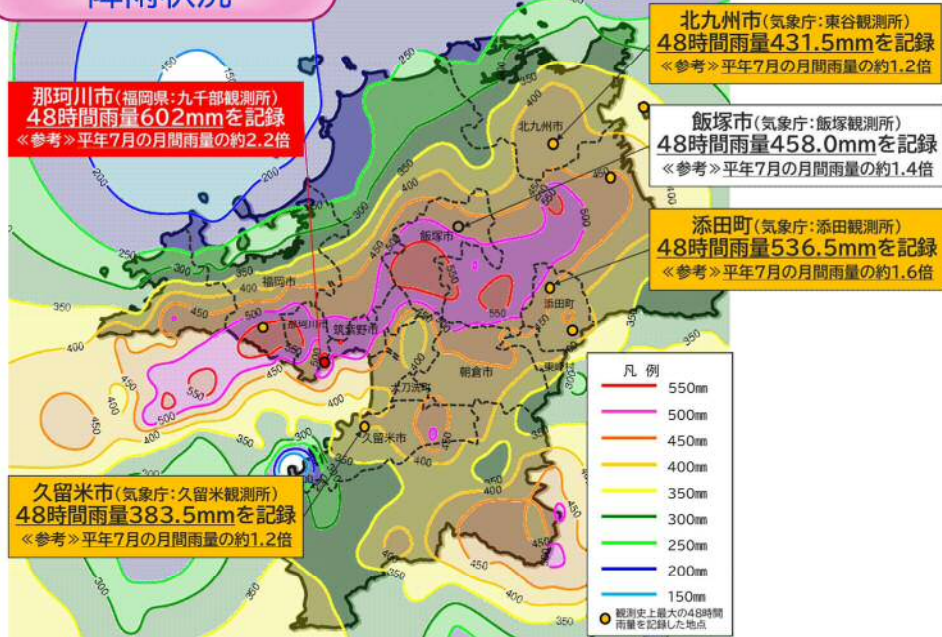 降雨状況
北九州市(気象庁:東谷観測所)
48時間雨量431.5mmを記録
≪参考≫平年7月の月間雨量の約1.2倍
那珂川市(福岡県:九千部観測所)
48時間雨量602mmを記録
≪参考≫平年7月の月間雨量の約2.2倍
飯塚市(気象庁:飯塚観測所)
48時間雨量458.0mmを記録
≪参考≫平年7月の月間雨量の約1.4倍
添田町(気象庁:添田観測所)
48時間雨量536.5mmを記録
≪参考≫平年7月の月間雨量の約1.6倍
久留米市(気象庁:久留米観測所)
48時間雨量383.5mmを記録
≪参考≫平年7月の月間雨量の約1.2倍
北九州市
飯塚市
福岡市
添田町
那珂川市
筑紫野市
朝倉市
東峰村
大刀洗町
久留米市
凡 例
550mm
500mm
450mm
400mm
350mm
300mm
250mm
200mm
150mm
観測史上最大の48時間
雨量を記録した地点